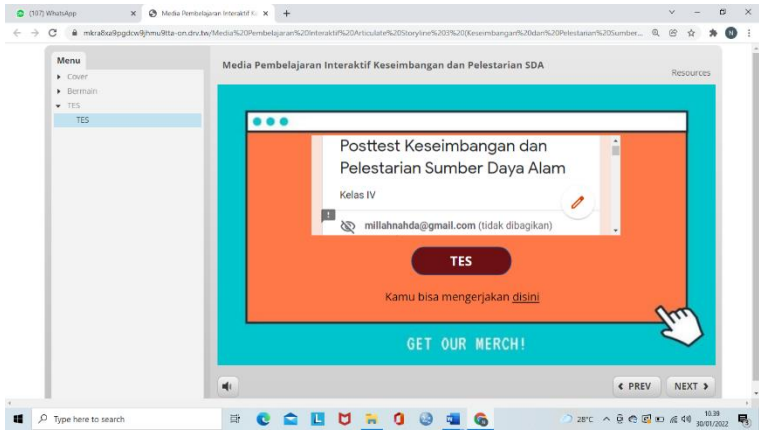 (107) WhatsApp
Media Pembelajaran Interaktif K
mkra8xa9pgdcw9jhmu9tta-on.drv.tw/Media%20Pembelajaran%20Interaktif%20Articulate%20Storyline%203%20(Keseimbangan%20dan%20Pelestarian%20Sumber...
Menu
Cover
Bermain
TES
TES
Media Pembelajaran Interaktif Keseimbangan dan Pelestarian SDA
Resources
Posttest Keseimbangan dan
Pelestarian Sumber Daya Alam
Kelas IV
millahnahda@gmail.com (tidak dibagikan)
TES
Kamu bisa mengerjakan disini
GET OUR MERCH!
PREV
NEXT
Type here to search
28°C
10.39
30/01/2022